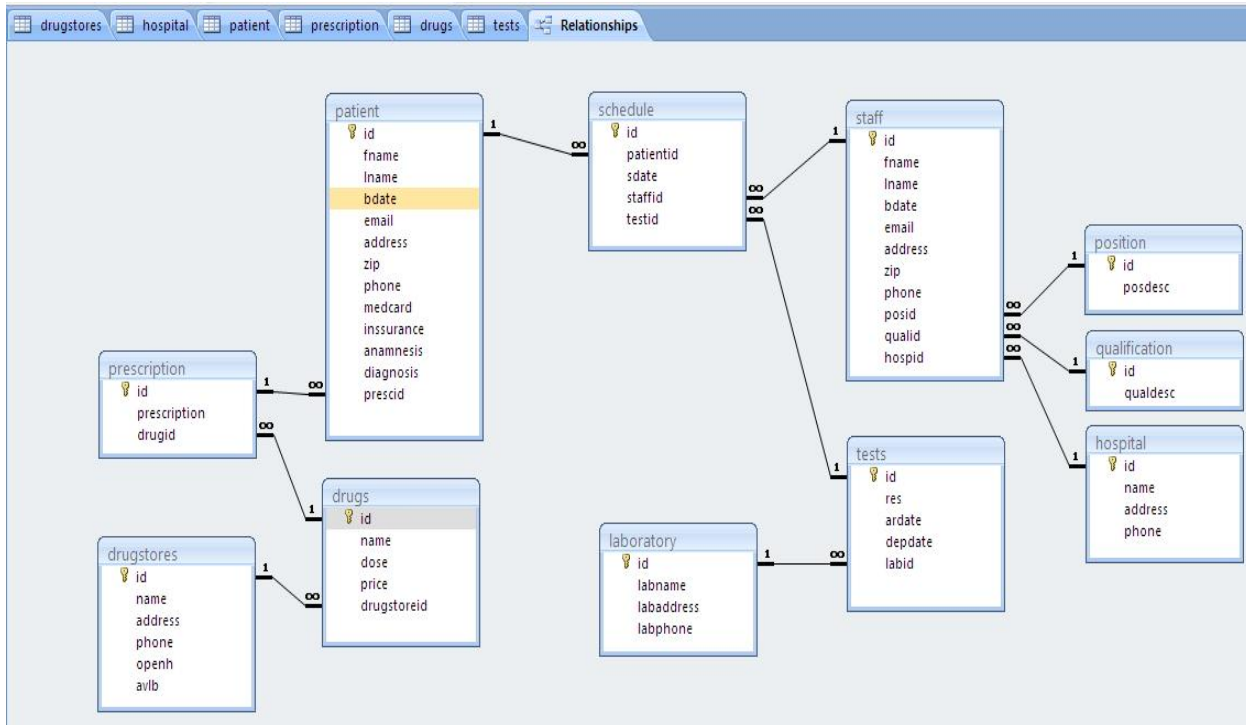 drugstores hospital patient prescription drugs tests Relationships
patient
id
fname
lname
bdate
email
address
zip
phone
medcard
inssurance
anamnesis
diagnosis
prescid
1
∞
schedule
id
patientid
sdate
staffid
testid
∞
∞
1
staff
id
fname
lname
bdate
email
address
zip
phone
posid
qualid
hospid
∞
∞
∞
1
position
id
posdesc
1
qualification
id
qualdesc
1
hospital
id
name
address
phone
prescription
id
prescription
drugid
1
∞
∞
1
drugs
id
name
dose
price
drugstoreid
drugstores
id
name
address
phone
openh
avlb
1
∞
laboratory
id
labname
labaddress
labphone
1
∞
1
tests
id
res
ardate
depdate
labid